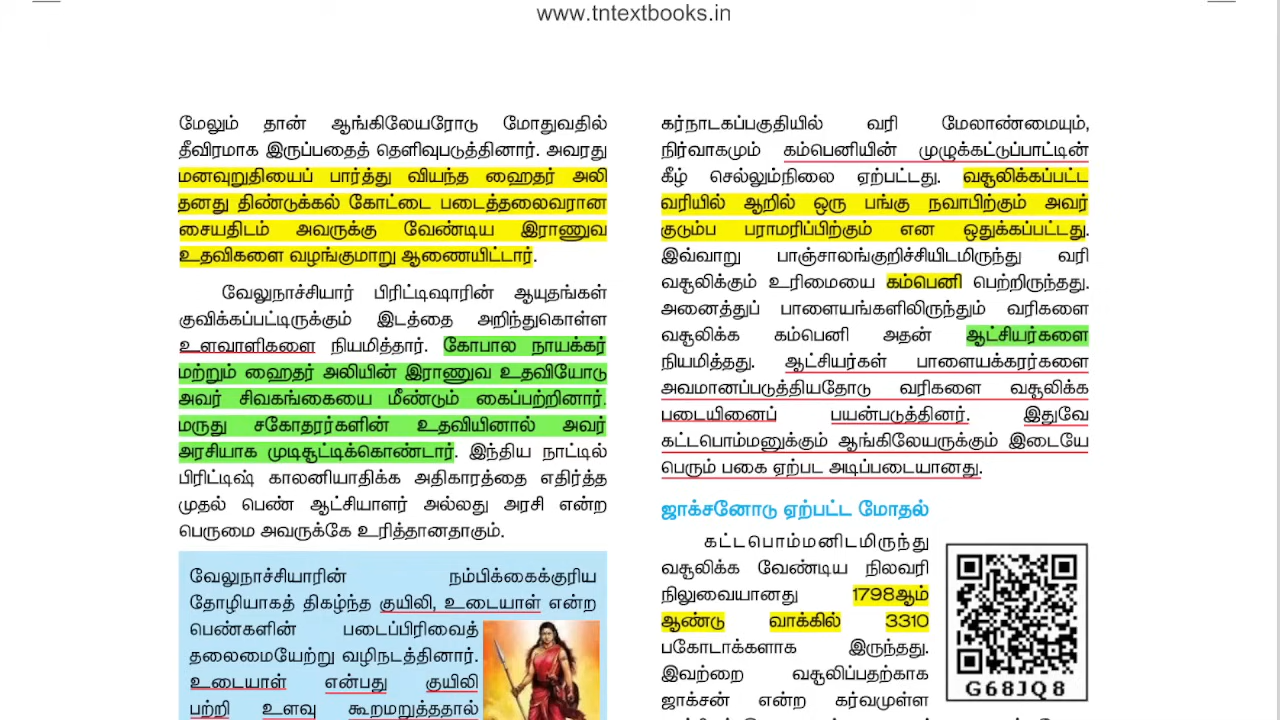 www.tntextbooks.in
மேலும் தான் ஆங்கிலேயரோடு மோதுவதில்
தீவிரமாக இருப்பதைத் தெளிவுபடுத்தினார். அவரது
மனவுறுதியைப் பார்த்து வியந்த ஹைதர் அலி
தனது திண்டுக்கல் கோட்டை படைத்தலைவரான
சையதிடம் அவருக்கு வேண்டிய இராணுவ
உதவிகளை வழங்குமாறு ஆணையிட்டார்.
வேலுநாச்சியார் பிரிட்டிஷாரின் ஆயுதங்கள்
குவிக்கப்பட்டிருக்கும் இடத்தை அறிந்துகொள்ள
உளவாளிகளை நியமித்தார். கோபால நாயக்கர்
மற்றும் ஹைதர் அலியின் இராணுவ உதவியோடு
அவர் சிவகங்கையை மீண்டும் கைப்பற்றினார்.
மருது சகோதரர்களின் உதவியினால் அவர்
அரசியாக முடிசூட்டிக்கொண்டார். இந்திய நாட்டில்
பிரிட்டிஷ் காலனியாதிக்க அதிகாரத்தை எதிர்த்த
முதல் பெண் ஆட்சியாளர் அல்லது அரசி என்ற
பெருமை அவருக்கே உரித்தானதாகும்.
வேலுநாச்சியாரின் நம்பிக்கைக்குரிய
தோழியாகத் திகழ்ந்த குயிலி, உடையாள் என்ற
பெண்களின் படைப்பிரிவைத்
தலைமையேற்று வழிநடத்தினார்.
உடையாள் என்பது குயிலி
பற்றி உளவு கூறமறுத்ததால்
கர்நாடகப்பகுதியில் வரி மேலாண்மையும்,
நிர்வாகமும் கம்பெனியின் முழுக்கட்டுப்பாட்டின்
கீழ் செல்லும்நிலை ஏற்பட்டது. வசூலிக்கப்பட்ட
வரியில் ஆறில் ஒரு பங்கு நவாபிற்கும் அவர்
குடும்ப பராமரிப்பிற்கும் என ஒதுக்கப்பட்டது.
இவ்வாறு பாஞ்சாலங்குறிச்சியிடமிருந்து வரி
வசூலிக்கும் உரிமையை கம்பெனி பெற்றிருந்தது.
அனைத்துப் பாளையங்களிலிருந்தும் வரிகளை
வசூலிக்க கம்பெனி அதன் ஆட்சியர்களை
நியமித்தது. ஆட்சியர்கள் பாளையக்கரர்களை
அவமானப்படுத்தியதோடு வரிகளை வசூலிக்க
படையினைப் பயன்படுத்தினர். இதுவே
கட்டபொம்மனுக்கும் ஆங்கிலேயருக்கும் இடையே
பெரும் பகை ஏற்பட அடிப்படையானது.
ஜாக்சனோடு ஏற்பட்ட மோதல்
கட்டபொம்மனிடமிருந்து
வசூலிக்க வேண்டிய நிலவரி
நிலுவையானது 1798ஆம்
ஆண்டு வாக்கில் 3310
பகோடாக்களாக இருந்தது.
இவற்றை வசூலிப்பதற்காக
ஜாக்சன் என்ற கர்வமுள்ள
G68JQ8